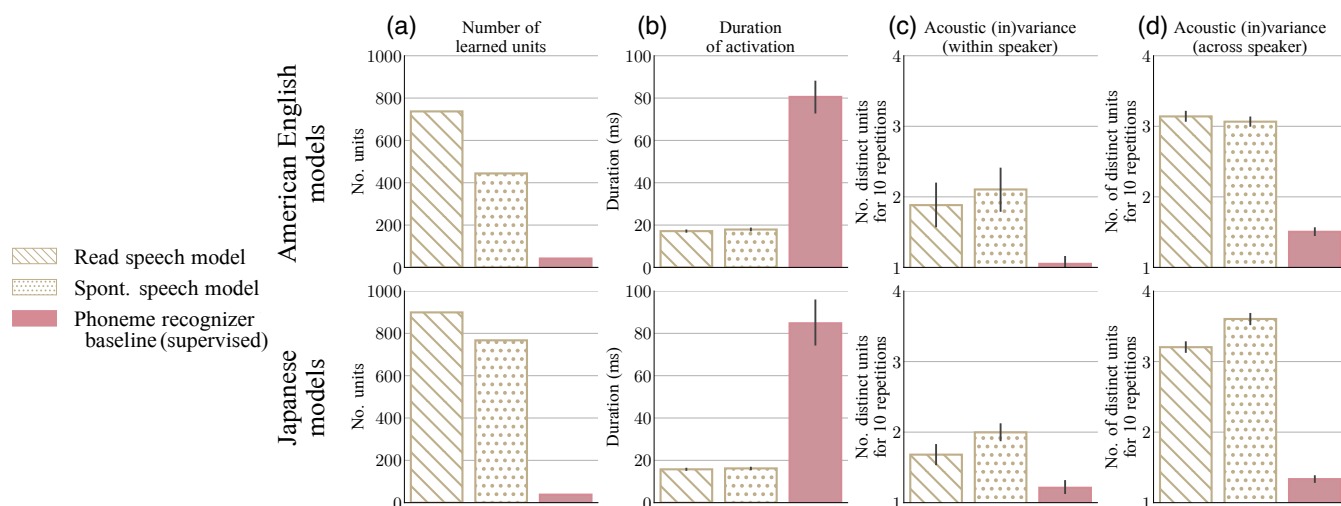 (a) Number of
learned units
(b) Duration
of activation
(c) Acoustic (in)variance
(within speaker)
(d) Acoustic (in)variance
(across speaker)
American English
models
No. units
1000
800
600
400
200
0
Duration (ms)
100
80
60
40
20
0
No. distinct units
for 10 repetitions
4
3
2
1
No. of distinct units
for 10 repetitions
4
3
2
1
Read speech model
Spont. speech model
Phoneme recognizer
baseline (supervised)
Japanese
models
No. units
1000
800
600
400
200
0
Duration (ms)
100
80
60
40
20
0
No. distinct units
for 10 repetitions
4
3
2
1
No. of distinct units
for 10 repetitions
4
3
2
1